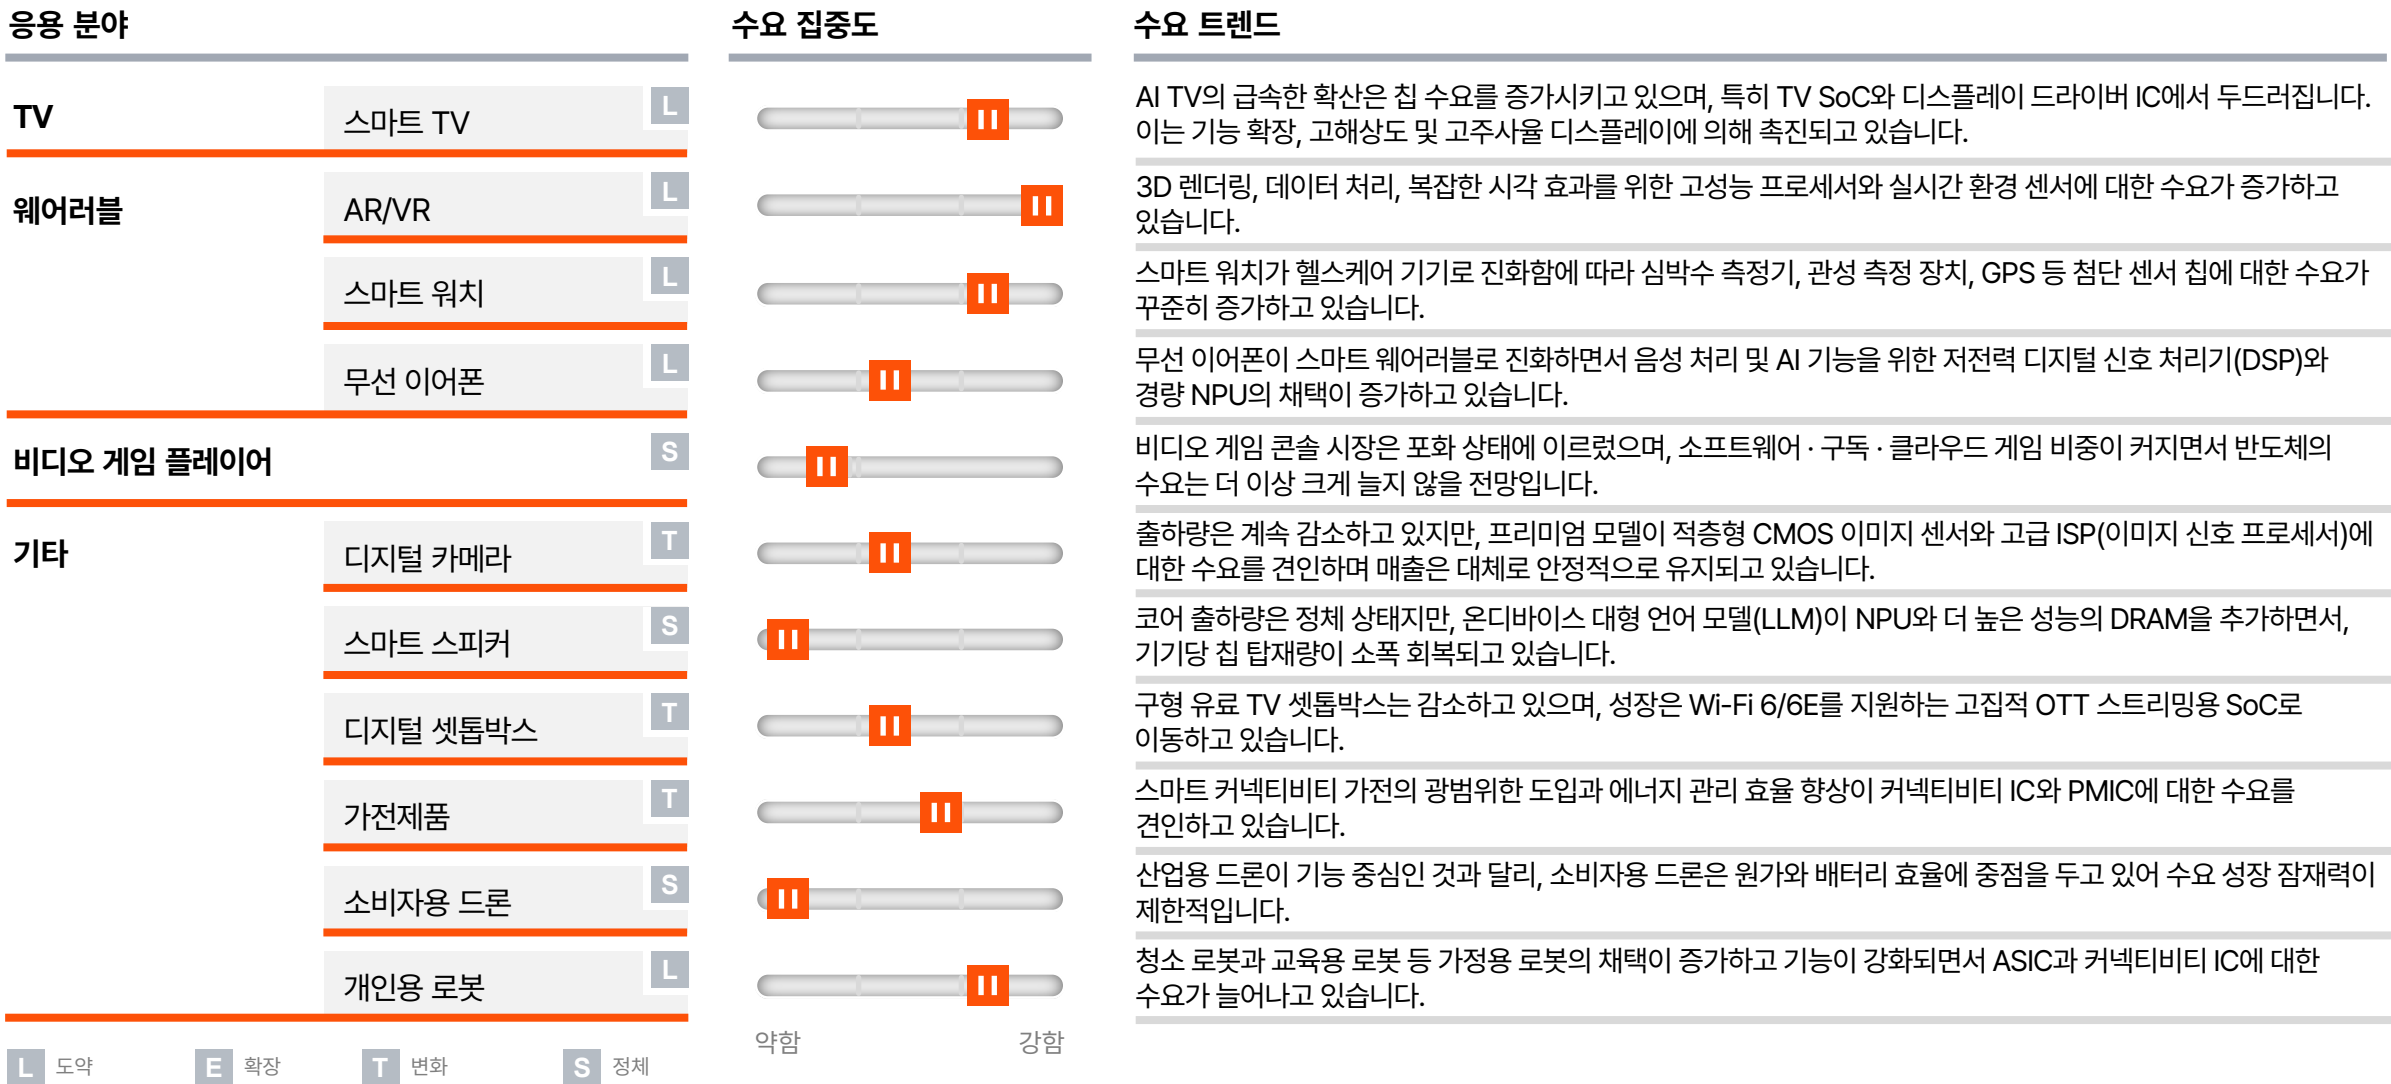 응용 분야
수요 집중도
수요 트렌드
TV
스마트 TV
L
AI TV의 급속한 확산은 칩 수요를 증가시키고 있으며, 특히 TV SoC와 디스플레이 드라이버 IC에서 두드러집니다.
이는 기능 확장, 고해상도 및 고주사율 디스플레이에 의해 촉진되고 있습니다.
웨어러블
AR/VR
L
3D 렌더링, 데이터 처리, 복잡한 시각 효과를 위한 고성능 프로세서와 실시간 환경 센서에 대한 수요가 증가하고
있습니다.
스마트 워치
L
스마트 워치가 헬스케어 기기로 진화함에 따라 심박수 측정기, 관성 측정 장치, GPS 등 첨단 센서 칩에 대한 수요가
꾸준히 증가하고 있습니다.
무선 이어폰
L
무선 이어폰이 스마트 웨어러블로 진화하면서 음성 처리 및 AI 기능을 위한 저전력 디지털 신호 처리기(DSP)와
경량 NPU의 채택이 증가하고 있습니다.
비디오 게임 플레이어
S
비디오 게임 콘솔 시장은 포화 상태에 이르렀으며, 소프트웨어 · 구독 · 클라우드 게임 비중이 커지면서 반도체의
수요는 더 이상 크게 늘지 않을 전망입니다.
기타
디지털 카메라
T
출하량은 계속 감소하고 있지만, 프리미엄 모델이 적층형 CMOS 이미지 센서와 고급 ISP(이미지 신호 프로세서)에
대한 수요를 견인하며 매출은 대체로 안정적으로 유지되고 있습니다.
스마트 스피커
S
코어 출하량은 정체 상태지만, 온디바이스 대형 언어 모델(LLM)이 NPU와 더 높은 성능의 DRAM을 추가하면서,
기기당 칩 탑재량이 소폭 회복되고 있습니다.
디지털 셋톱박스
T
구형 유료 TV 셋톱박스는 감소하고 있으며, 성장은 Wi-Fi 6/6E를 지원하는 고집적 OTT 스트리밍용 SoC로
이동하고 있습니다.
가전제품
T
스마트 커넥티비티 가전의 광범위한 도입과 에너지 관리 효율 향상이 커넥티비티 IC와 PMIC에 대한 수요를
견인하고 있습니다.
소비자용 드론
S
산업용 드론이 기능 중심인 것과 달리, 소비자용 드론은 원가와 배터리 효율에 중점을 두고 있어 수요 성장 잠재력이
제한적입니다.
개인용 로봇
L
청소 로봇과 교육용 로봇 등 가정용 로봇의 채택이 증가하고 기능이 강화되면서 ASIC과 커넥티비티 IC에 대한
수요가 늘어나고 있습니다.
약함
강함
L 도약
E 확장
T 변화
S 정체